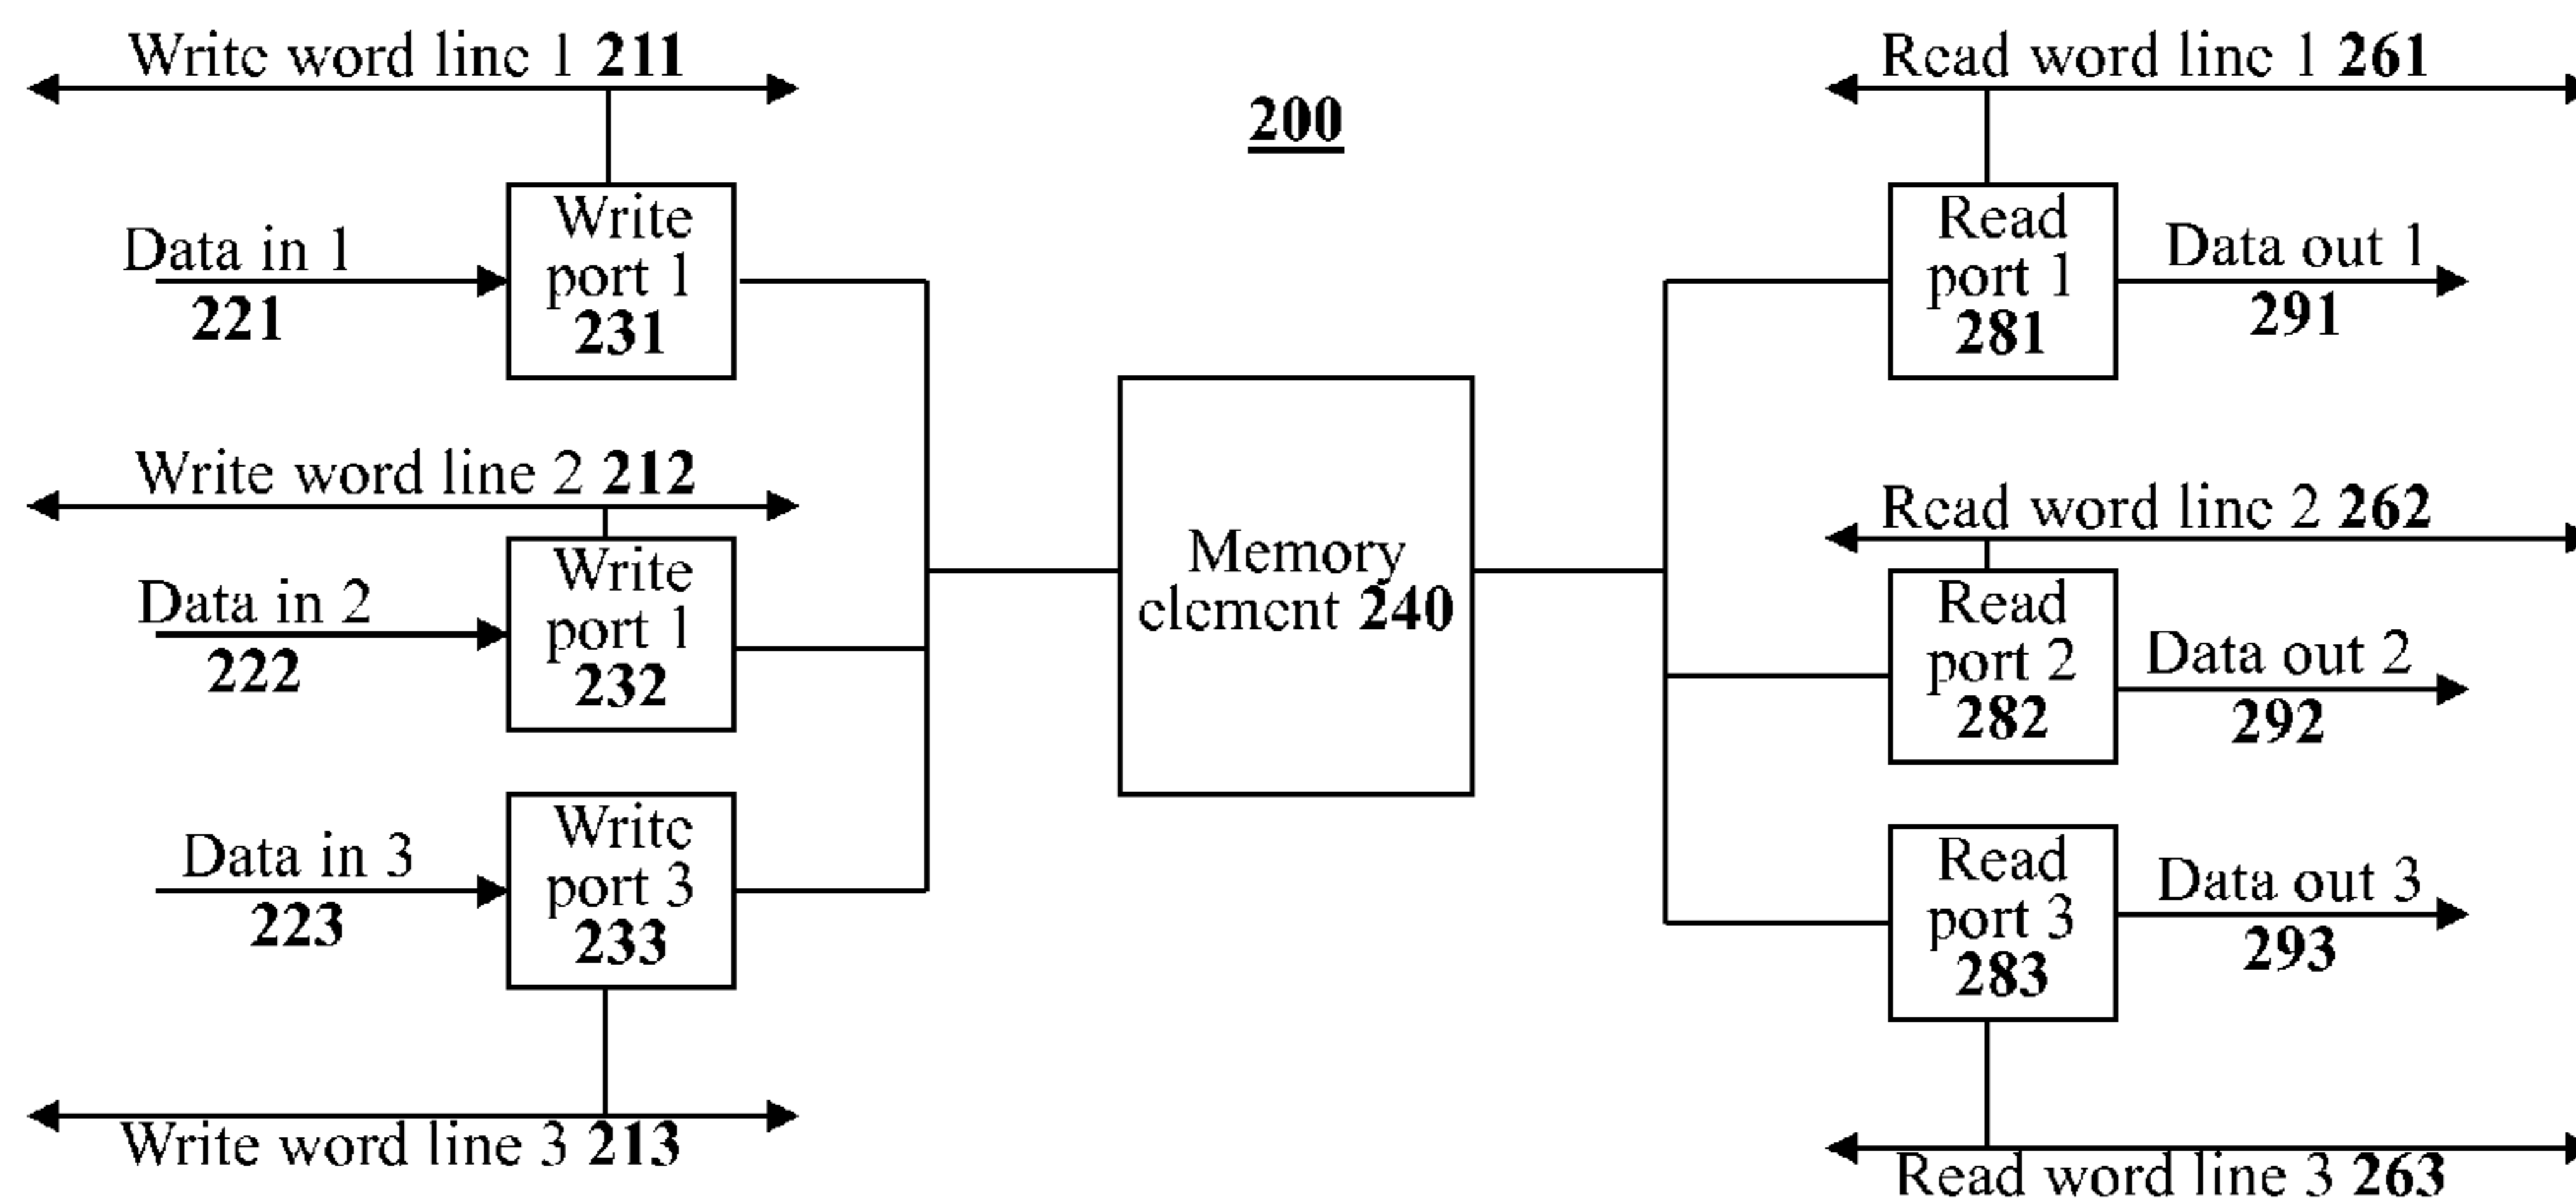 Write word line 1 211
200
Read word line 1 261
Data in 1
221
Write
port 1
231
Read
port 1
281
Data out 1
291
Write word line 2 212
Data in 2
222
Write
port 1
232
Memory
element 240
Read word line 2 262
Read
port 2
282
Data out 2
292
Data in 3
223
Write
port 3
233
Read
port 3
283
Data out 3
293
Write word line 3 213
Read word line 3 263